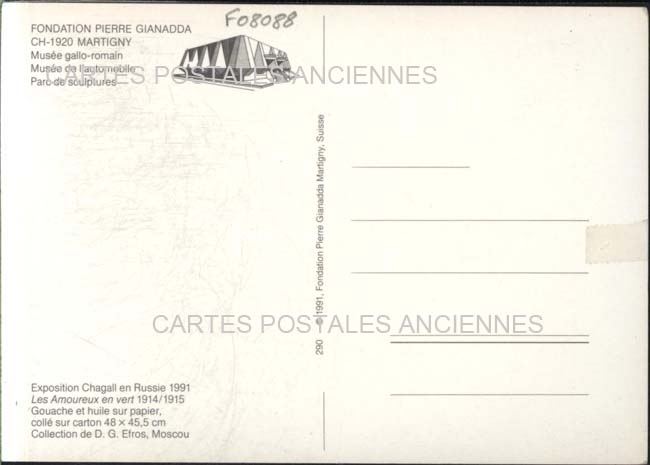 F08088
FONDATION PIERRE GIANADDA
CH-1920 MARTIGNY
Musée gallo-romain
Musée de l'automobile
Parc de sculptures
CARTES POSTALES ANCIENNES
290 © 1991, Fondation Pierre Gianadda Martigny, Suisse
CARTES POSTALES ANCIENNES
Exposition Chagall en Russie 1991
Les Amoureux en vert 1914/1915
Gouache et huile sur papier,
collé sur carton 48 × 45,5 cm
Collection de D. G. Efros, Moscou